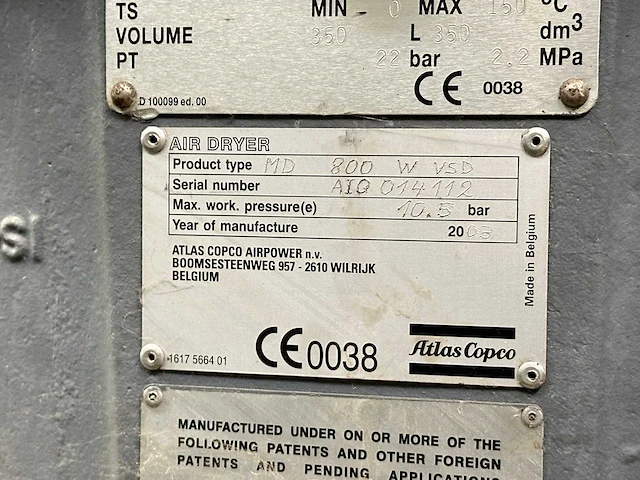 TS MIN - 0 MAX 150 °C
VOLUME 350 L 350 dm3
PT 22 bar 2.2 MPa
D 100099 ed. 00
CE 0038
AIR DRYER
Product type MD 800 W VSD
Serial number AIQ 014112
Max. work. pressure(e) 10.5 bar
Year of manufacture 2003
ATLAS COPCO AIRPOWER n.v.
BOOMSESTEENWEG 957 - 2610 WILRIJK
BELGIUM
Made in Belgium
1617 5664 01
CE 0038
Atlas Copco
MANUFACTURED UNDER ON OR MORE OF THE
FOLLOWING PATENTS AND OTHER FOREIGN
PATENTS AND PENDING APPLICATIONS